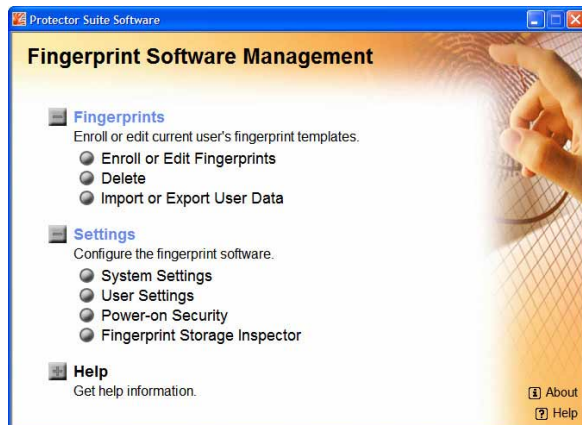 Protector Suite Software
Fingerprint Software Management
Fingerprints
Enroll or edit current user's fingerprint templates.
Enroll or Edit Fingerprints
Delete
Import or Export User Data
Settings
Configure the fingerprint software.
System Settings
User Settings
Power-on Security
Fingerprint Storage Inspector
Help
Get help information.
About
Help